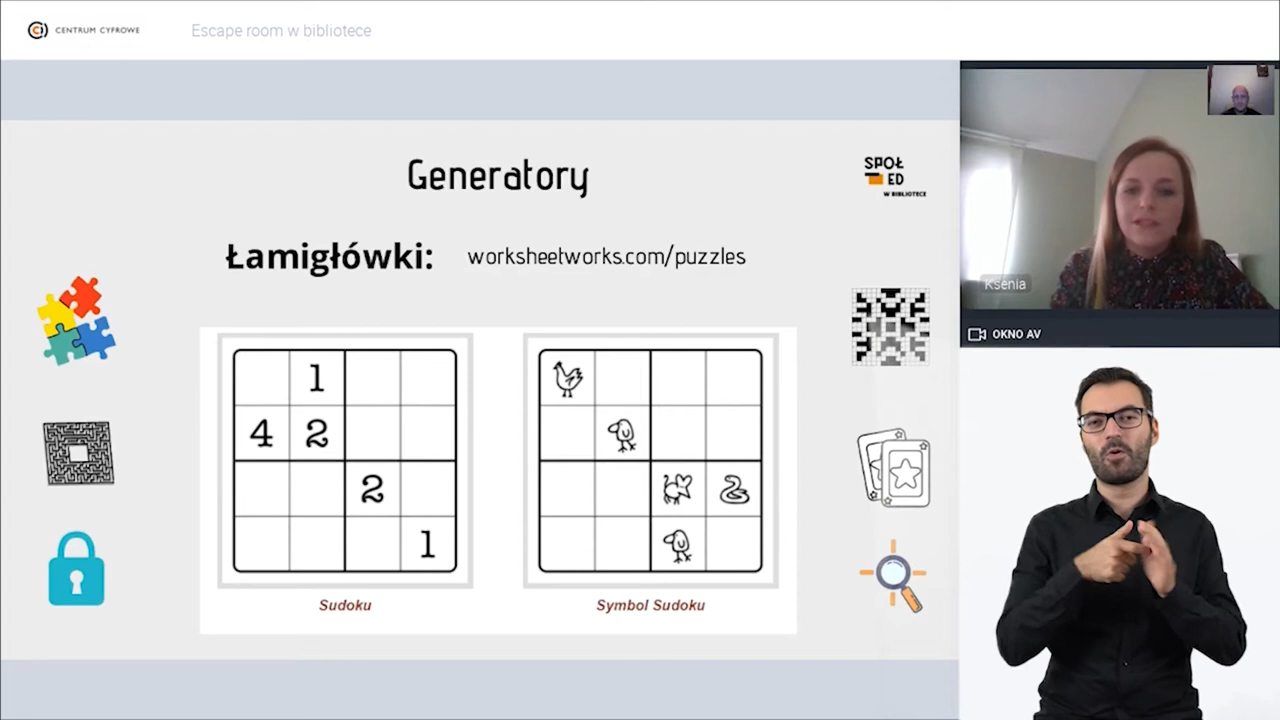 CENTRUM CYFROWE
Escape room w bibliotece
Generatory
SPOŁ
ED
W BIBLIOTECE
Łamigłówki:
worksheetworks.com/puzzles
1
4 2
2
1
Sudoku
Symbol Sudoku
Ksenia
OKNO AV